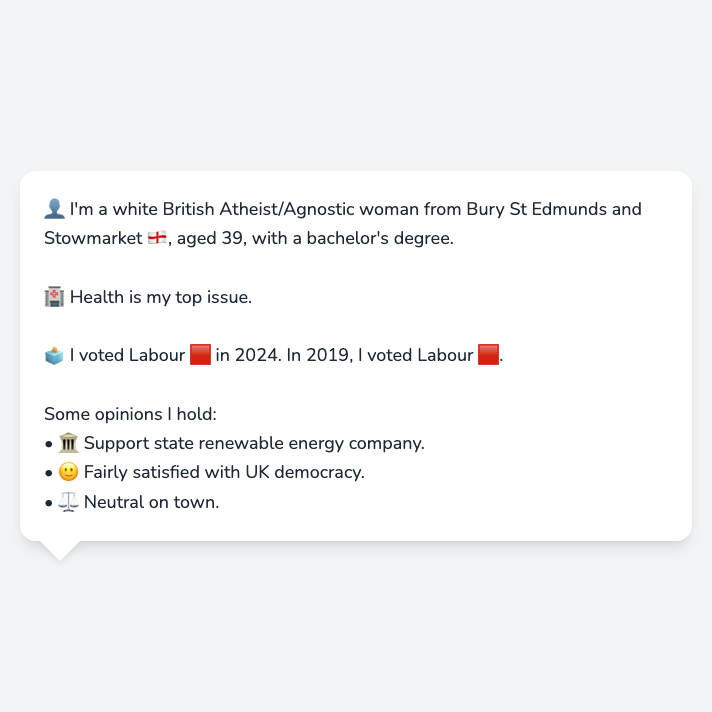 👤 I'm a white British Atheist/Agnostic woman from Bury St Edmunds and
Stowmarket 🏴󠁧󠁢󠁥󠁮󠁧󠁿, aged 39, with a bachelor's degree.
🏥 Health is my top issue.
🗳️ I voted Labour 🟥 in 2024. In 2019, I voted Labour 🟥.
Some opinions I hold:
• 🏛️ Support state renewable energy company.
• 🙂 Fairly satisfied with UK democracy.
• ⚖️ Neutral on town.